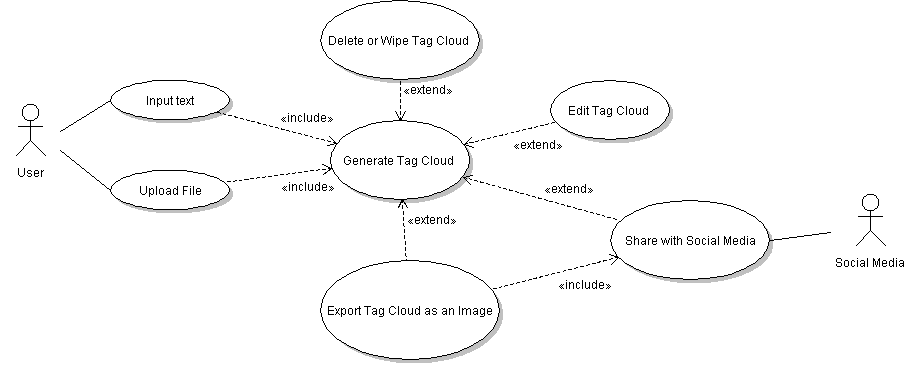 Delete or Wipe Tag Cloud
«extend»
Input text
Edit Tag Cloud
«include»
«extend»
Generate Tag Cloud
User
Upload File
«include»
«extend»
«extend»
Share with Social Media
Social Media
«include»
Export Tag Cloud as an Image